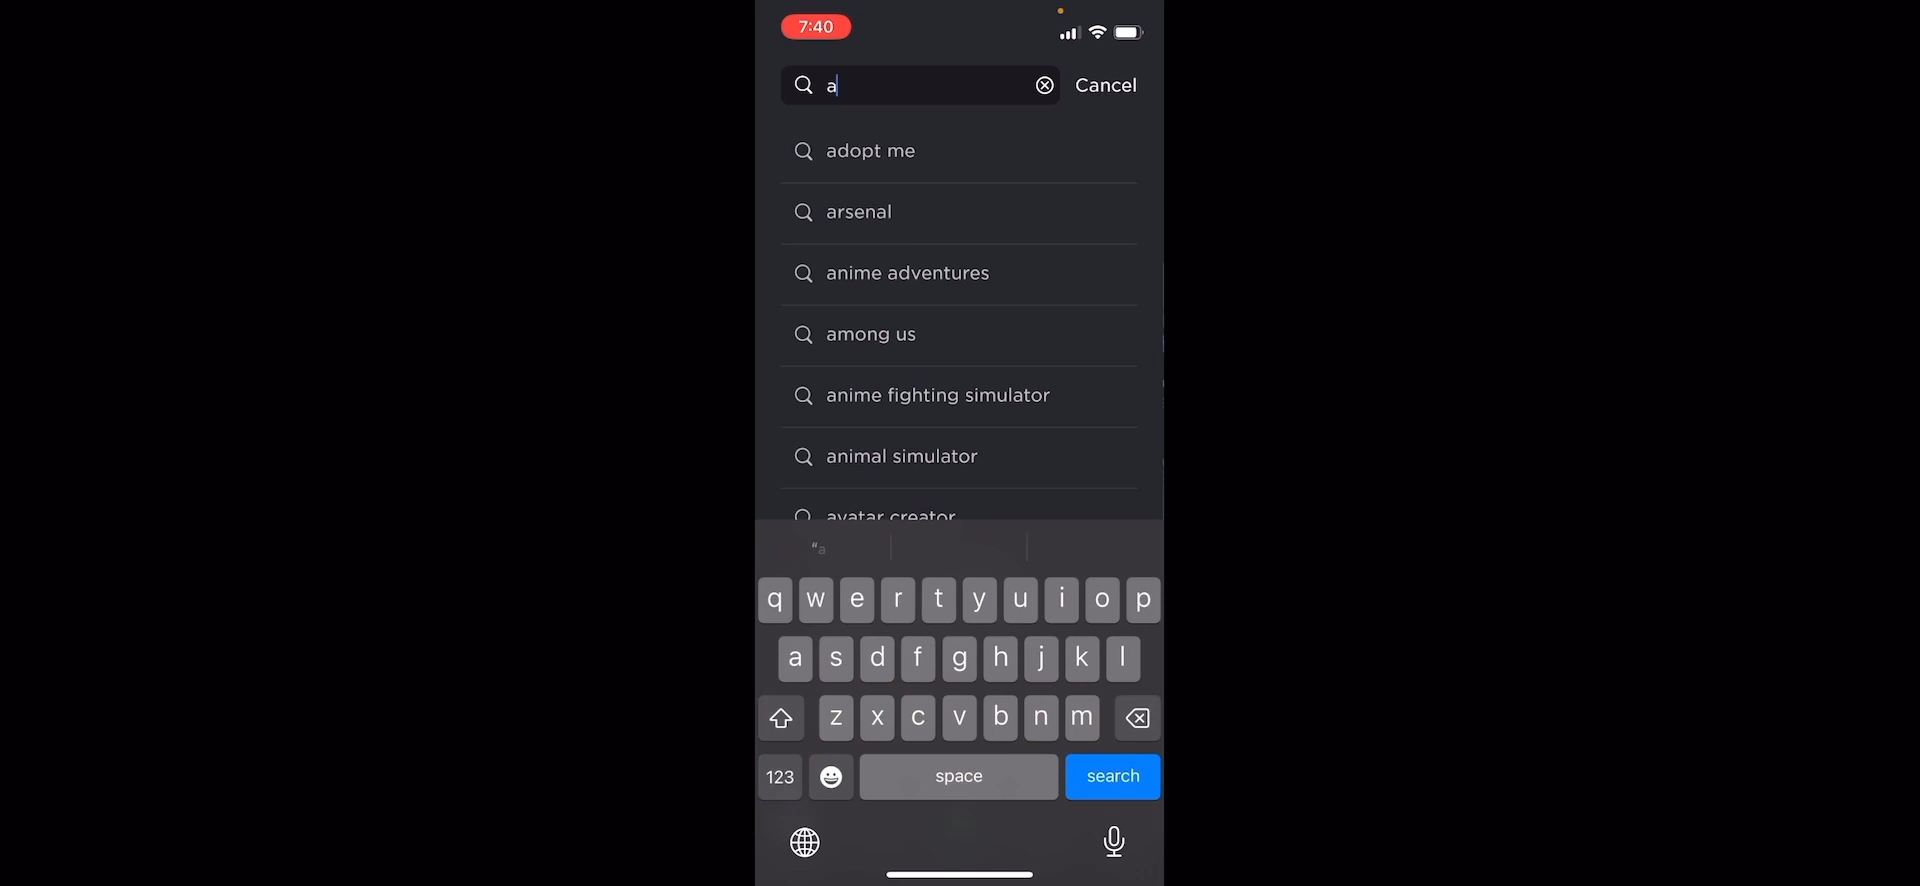 7:40
a
Cancel
adopt me
arsenal
anime adventures
among us
anime fighting simulator
animal simulator
avatar creator
“a
q w e r t y u i o p
a s d f g h j k l
z x c v b n m
123 space search